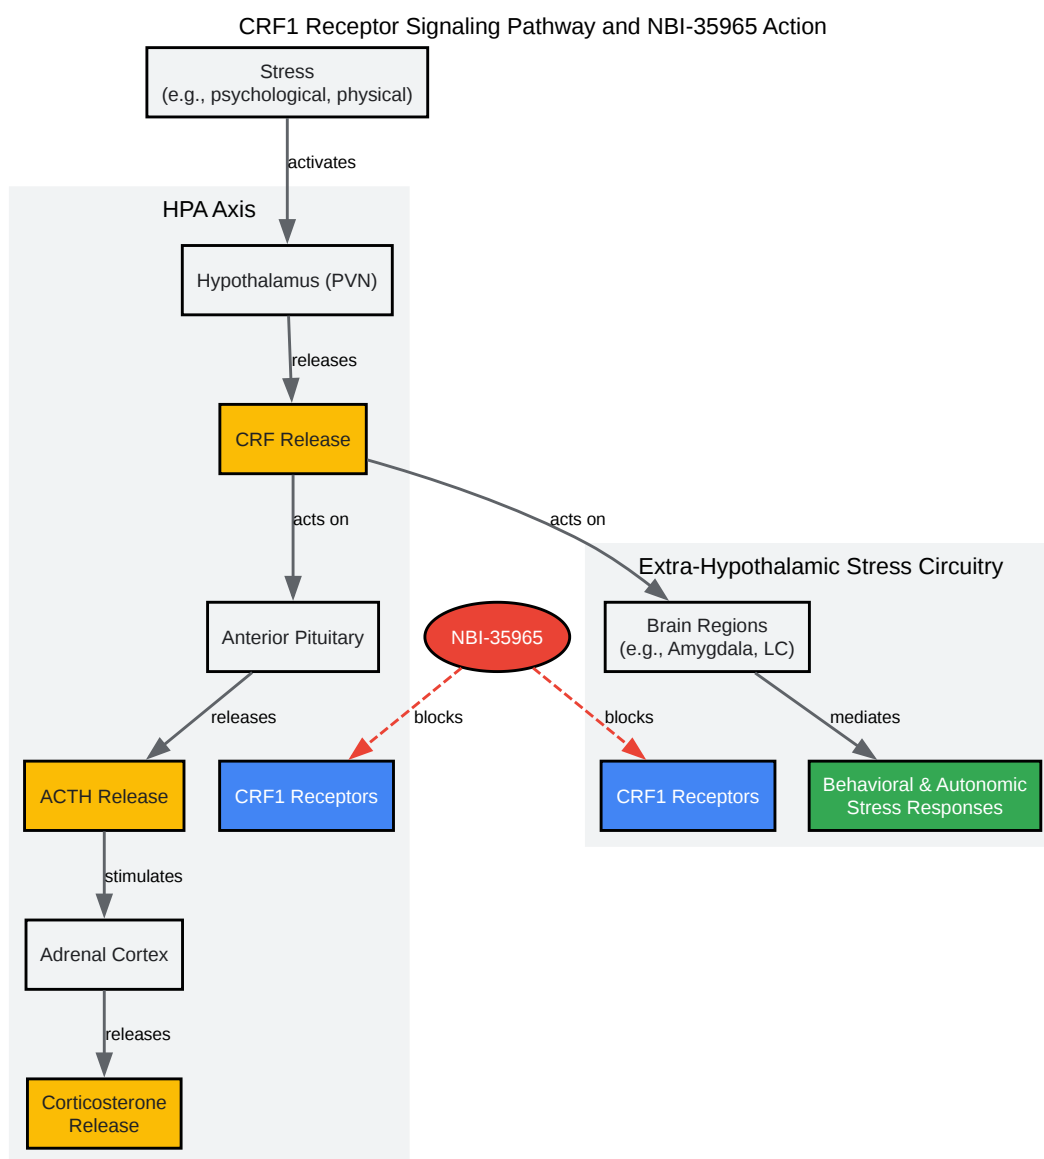 CRF1 Receptor Signaling Pathway and NBI-35965 Action
Stress
(e.g., psychological, physical)
activates
HPA Axis
Hypothalamus (PVN)
releases
CRF Release
acts on
acts on
Extra-Hypothalamic Stress Circuitry
Anterior Pituitary
NBI-35965
Brain Regions
(e.g., Amygdala, LC)
releases
blocks
blocks
mediates
ACTH Release
CRF1 Receptors
CRF1 Receptors
Behavioral & Autonomic
Stress Responses
stimulates
Adrenal Cortex
releases
Corticosterone
Release